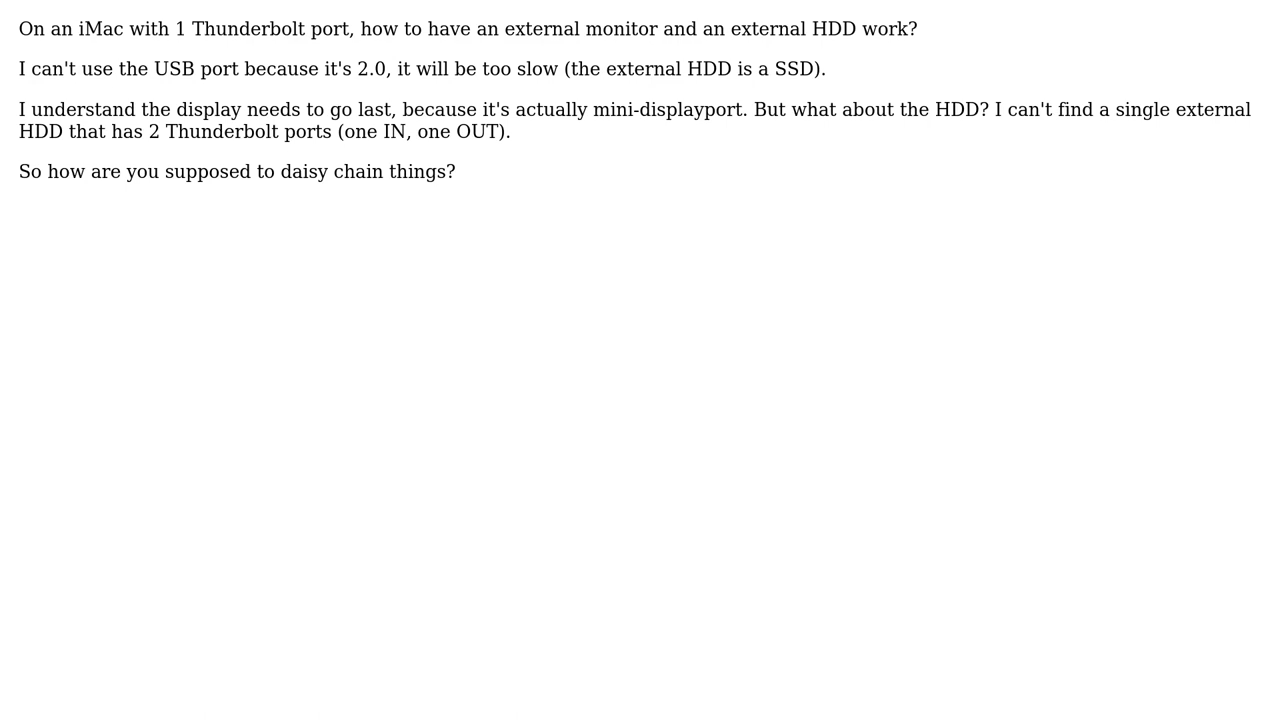 On an iMac with 1 Thunderbolt port, how to have an external monitor and an external HDD work?
I can't use the USB port because it's 2.0, it will be too slow (the external HDD is a SSD).
I understand the display needs to go last, because it's actually mini-displayport. But what about the HDD? I can't find a single external
HDD that has 2 Thunderbolt ports (one IN, one OUT).
So how are you supposed to daisy chain things?